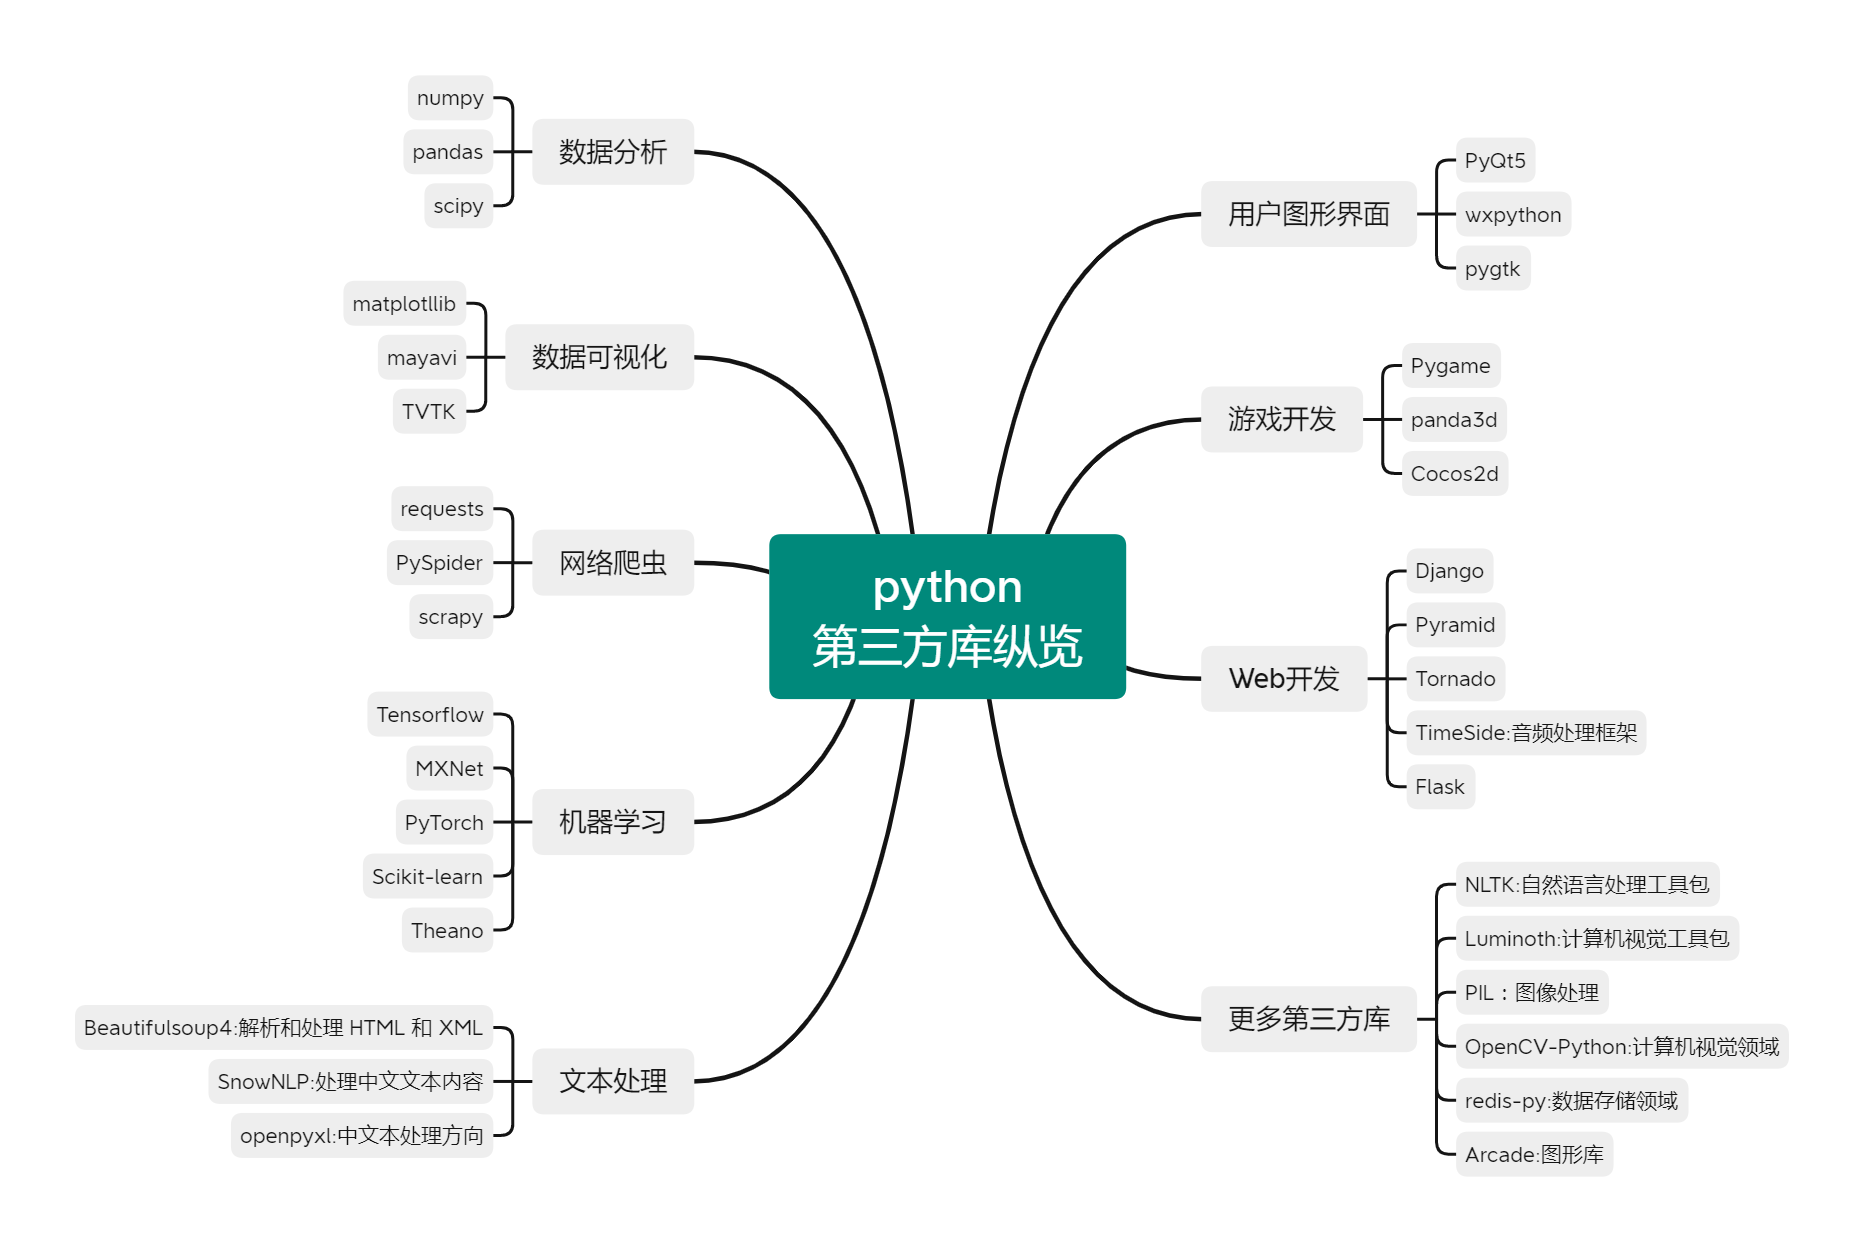 python
第三方库纵览
数据分析
numpy
pandas
scipy
数据可视化
matplotllib
mayavi
TVTK
网络爬虫
requests
PySpider
scrapy
机器学习
Tensorflow
MXNet
PyTorch
Scikit-learn
Theano
文本处理
Beautifulsoup4:解析和处理 HTML 和 XML
SnowNLP:处理中文文本内容
openpyxl:中文本处理方向
用户图形界面
PyQt5
wxpython
pygtk
游戏开发
Pygame
panda3d
Cocos2d
Web开发
Django
Pyramid
Tornado
TimeSide:音频处理框架
Flask
更多第三方库
NLTK:自然语言处理工具包
Luminoth:计算机视觉工具包
PIL：图像处理
OpenCV-Python:计算机视觉领域
redis-py:数据存储领域
Arcade:图形库